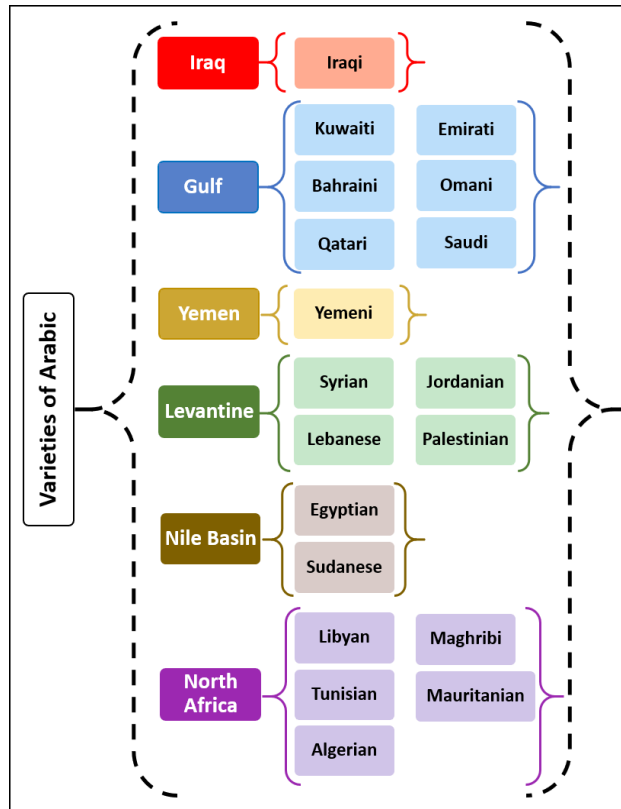 Varieties of Arabic
Iraq
Iraqi
Gulf
Kuwaiti
Emirati
Bahraini
Omani
Qatari
Saudi
Yemen
Yemeni
Levantine
Syrian
Jordanian
Lebanese
Palestinian
Nile Basin
Egyptian
Sudanese
North
Africa
Libyan
Maghribi
Tunisian
Mauritanian
Algerian